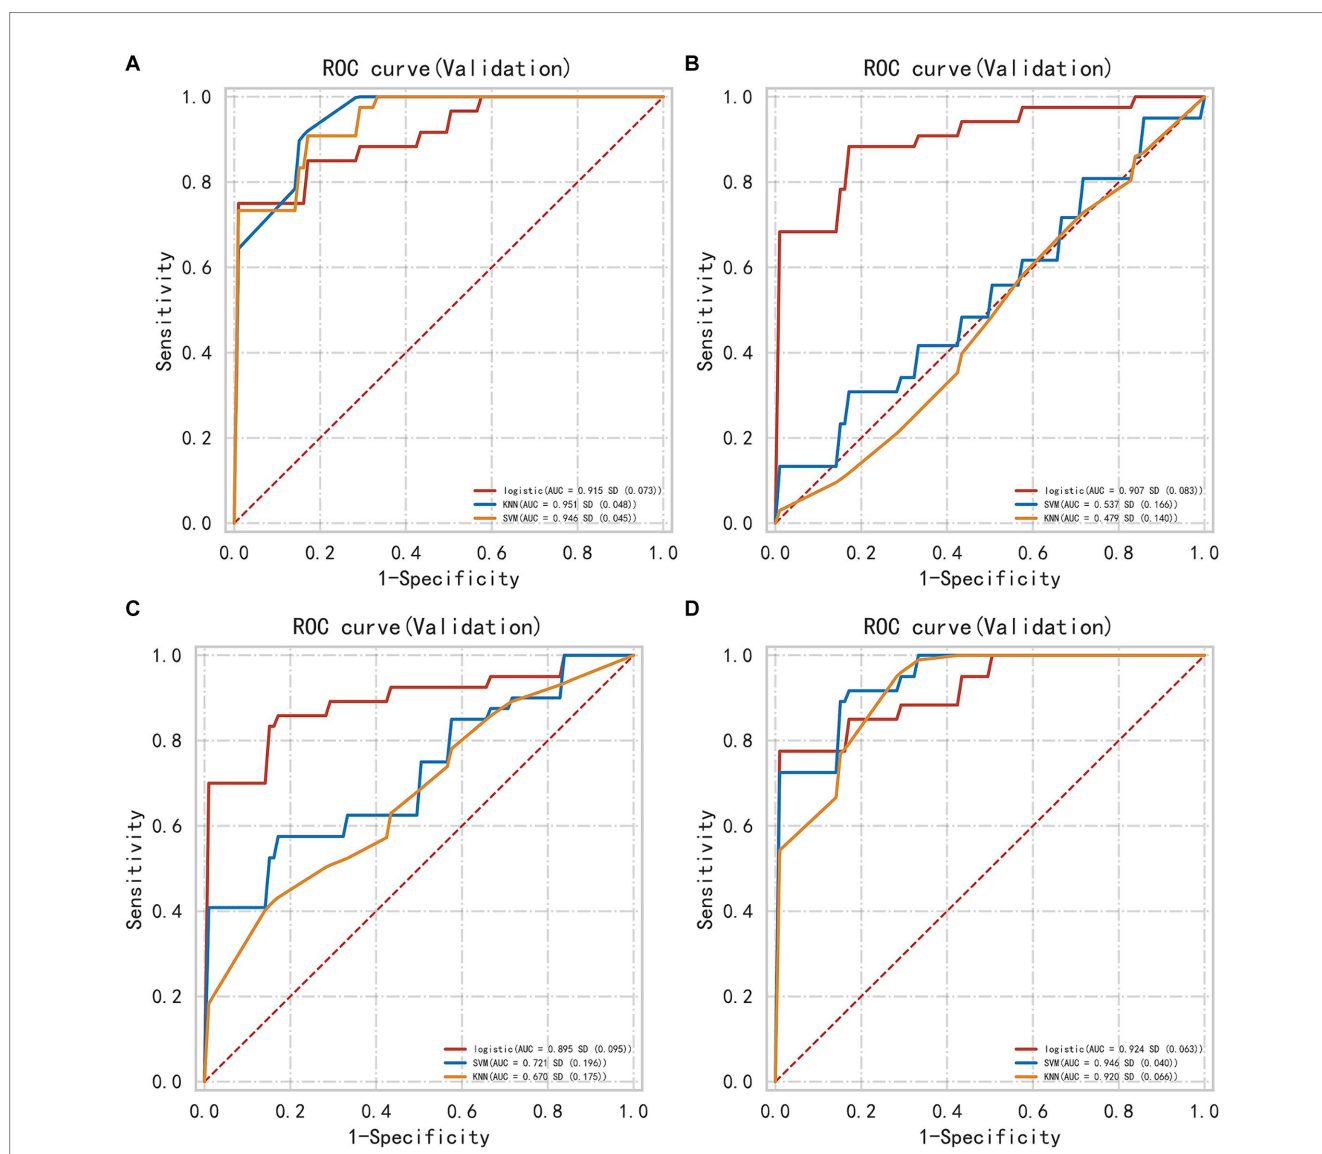 A
ROC curve(Validation)
1.0
0.8
0.6
0.4
0.2
0.0
Sensitivity
logistic(AUC = 0.915 SD (0.073))
KNN(AUC = 0.951 SD (0.048))
SVM(AUC = 0.946 SD (0.045))
0.0 0.2 0.4 0.6 0.8 1.0
1-Specificity
B
ROC curve(Validation)
1.0
0.8
0.6
0.4
0.2
0.0
Sensitivity
logistic(AUC = 0.907 SD (0.083))
SVM(AUC = 0.537 SD (0.166))
KNN(AUC = 0.479 SD (0.140))
0.0 0.2 0.4 0.6 0.8 1.0
1-Specificity
C
ROC curve(Validation)
1.0
0.8
0.6
0.4
0.2
0.0
Sensitivity
logistic(AUC = 0.895 SD (0.095))
SVM(AUC = 0.721 SD (0.196))
KNN(AUC = 0.670 SD (0.175))
0.0 0.2 0.4 0.6 0.8 1.0
1-Specificity
D
ROC curve(Validation)
1.0
0.8
0.6
0.4
0.2
0.0
Sensitivity
logistic(AUC = 0.924 SD (0.063))
SVM(AUC = 0.946 SD (0.040))
KNN(AUC = 0.920 SD (0.066))
0.0 0.2 0.4 0.6 0.8 1.0
1-Specificity